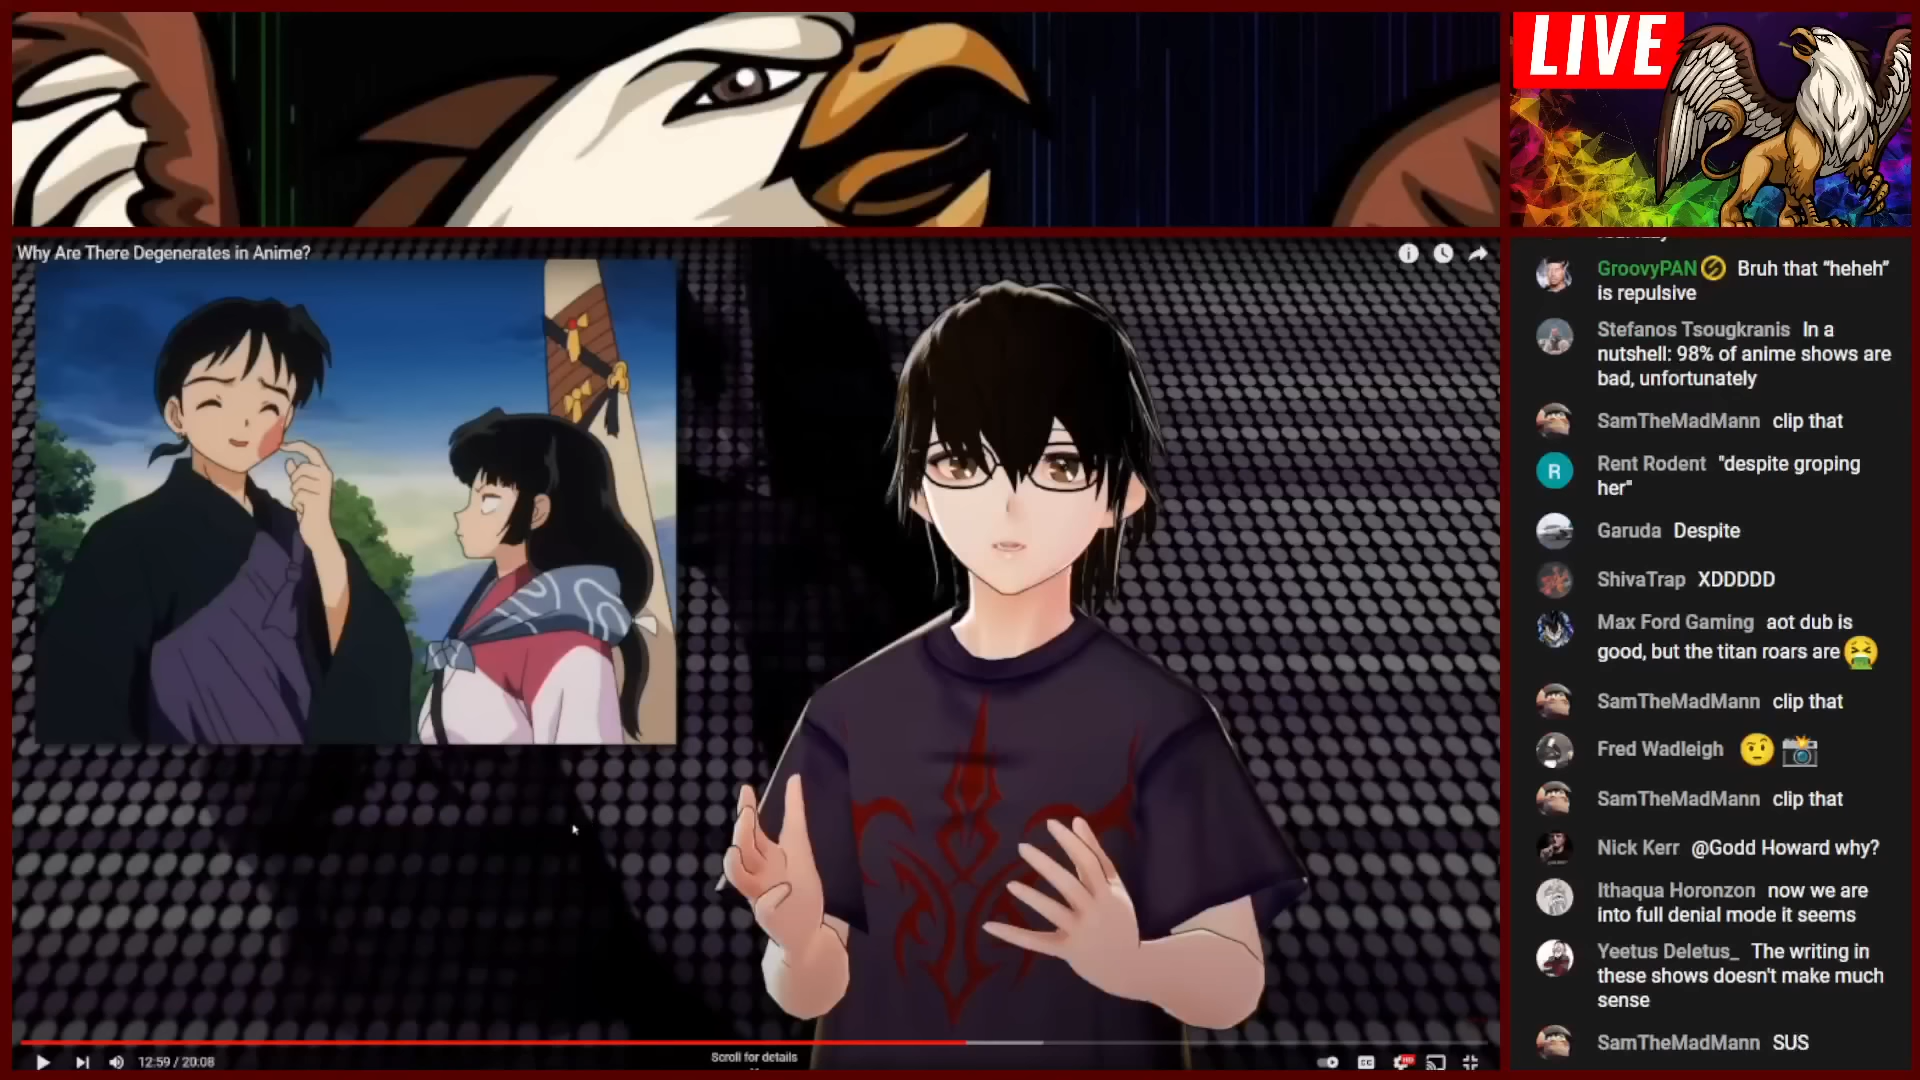 LIVE
Why Are There Degenerates in Anime?
GroovyPAN Bruh that “heheh”
is repulsive
Stefanos Tsougkranis In a
nutshell: 98% of anime shows are
bad, unfortunately
SamTheMadMann clip that
R
Rent Rodent "despite groping
her"
Garuda Despite
ShivaTrap XDDDDD
Max Ford Gaming aot dub is
good, but the titan roars are
SamTheMadMann clip that
Fred Wadleigh
SamTheMadMann clip that
Nick Kerr @Godd Howard why?
Ithaqua Horonzon now we are
into full denial mode it seems
Yeetus Deletus_ The writing in
these shows doesn't make much
sense
SamTheMadMann SUS
12:59 / 20:08
Scroll for details
CC
HD